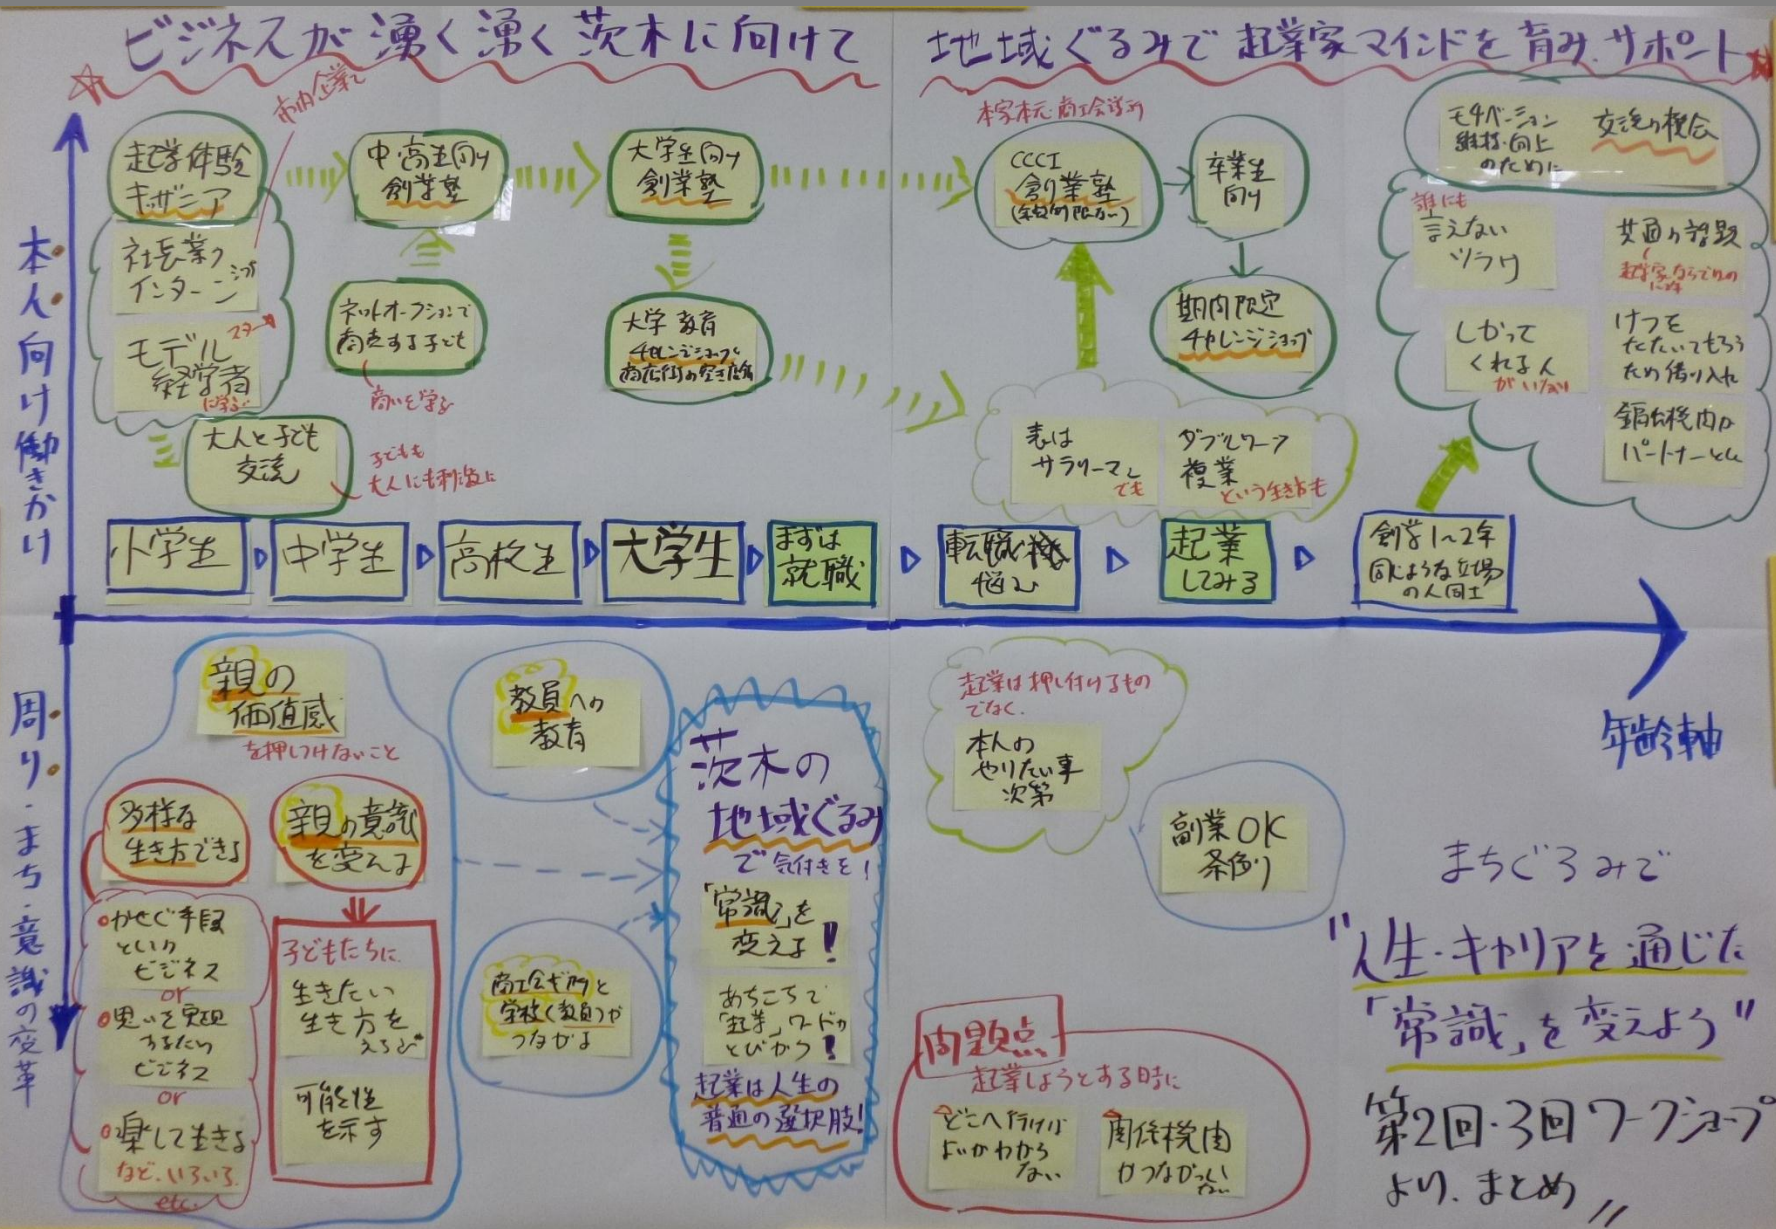 ビジネスが湧く湧く茨木に向けて
地域ぐるみで起業家マインドを育み、サポート
本人向け働きかけ
市内企業で
起業体験
キッザニア
社長業の
インターンシップ
モデル
経営者
に学ぶ
大人と子ども
交流
子どもも
大人にも刺激に
中・高生向け
創業塾
ネットオークションで
商売する子ども
商いを学ぶ
大学生向け
創業塾
大学教育
チャレンジショップ
商店街の空き店舗
本家本元・商工会議所
CCCI
創業塾
卒業生
向け
期間限定
チャレンジショップ
表は
サラリーマン
でも
ダブルワーク
複業
という生き方も
モチベーション
維持・向上
のために
交流の機会
誰にも
言えない
ツラサ
共通の話題
しかって
くれる人
がいない
けつを
たたいてもらう
ため借り入れ
金融機関が
小学生
中学生
高校生
大学生
まずは
就職
転職
悩む
起業
してみる
創業1〜2年
同じような立場
の人同士
年齢軸
周り・まち・意識の変革
親の
価値感
を押しつけないこと
多様な
生き方できる
親の意識
を変える
かせぐ手段
としての
ビジネス
or
思いを実現
するための
ビジネス
or
楽して生きる
など、いろいろ
etc.
子どもたちに
生きたい
生き方を
えらぶ
可能性
を示す
教員への
教育
商工会議所と
学校(教員)が
つながる
茨木の
地域ぐるみ
で気付きを!
「常識」を
変える!
あちこちで
「起業」ワードが
とびかう!
起業は人生の
普通の選択肢!
起業は押し付けるもの
でなく、
本人の
やりたい事
次第
副業OK
条例
問題点
起業しようとする時に
どこへ行けば
よいかわから
ない
関係機関
がつながってい
ない
まちぐるみで
"人生・キャリアを通じた
「常識」を変えよう"
第2回・3回ワークショップ
より、まとめ